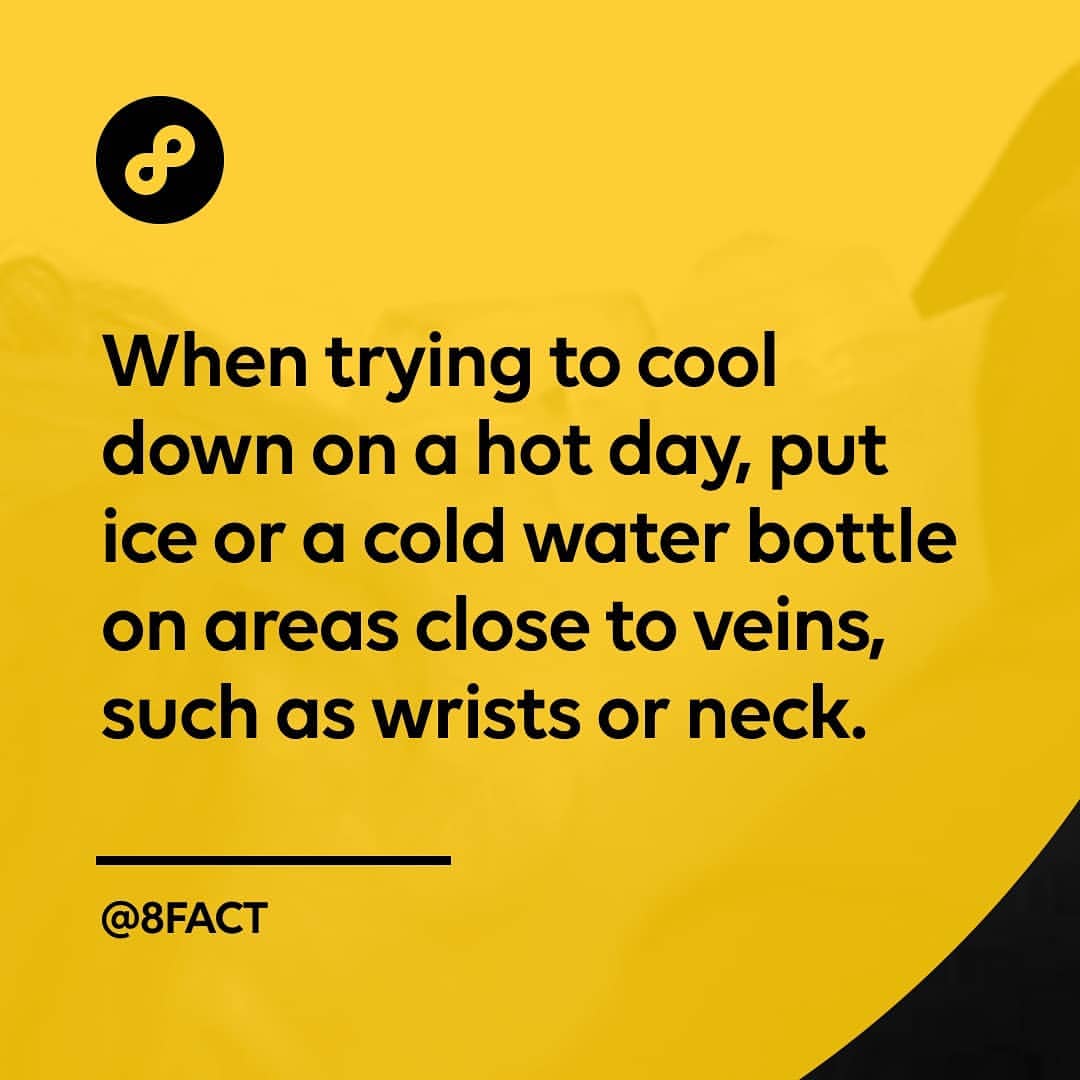 When trying to cool
down on a hot day, put
ice or a cold water bottle
on areas close to veins,
such as wrists or neck.
@8FACT